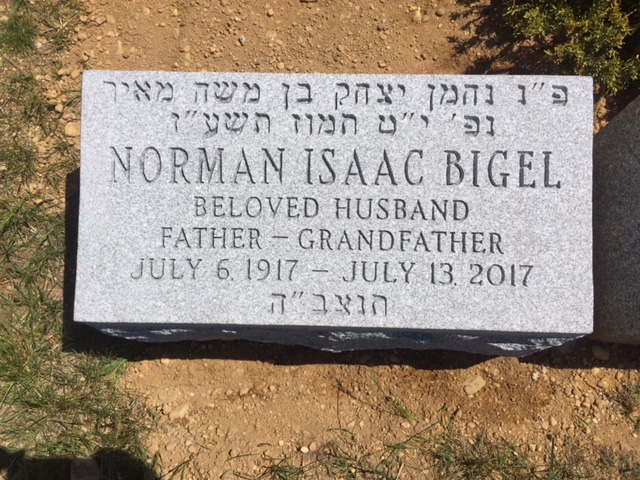 פ״נ נחמן יצחק בן משה מאיר
נפ׳ י״ט תמוז תשע״ז
NORMAN ISAAC BIGEL
BELOVED HUSBAND
FATHER – GRANDFATHER
JULY 6, 1917 – JULY 13, 2017
תנצב״ה